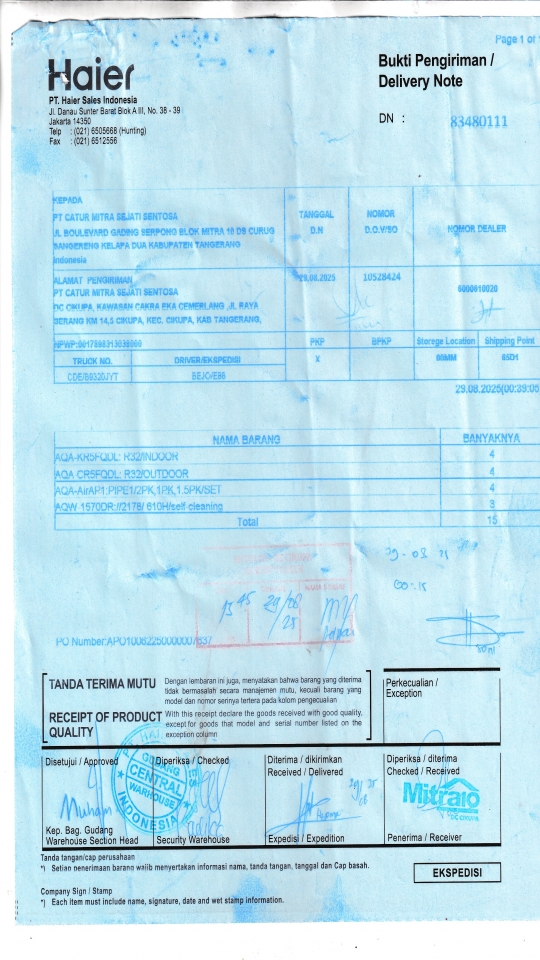 Page 1 of 1
Haier
Bukti Pengiriman /
Delivery Note
PT. Haier Sales Indonesia
Jl. Danau Sunter Barat Blok A III, No. 38 - 39
Jakarta 14350
Telp : (021) 6505668 (Hunting)
Fax : (021) 6512556
DN : 83480111
KEPADA
PT CATUR MITRA SEJATI SENTOSA
JL BOULEVARD GADING SERPONG BLOK MITRA 10 DS CURUG
SANGERENG KELAPA DUA KABUPATEN TANGERANG
Indonesia
TANGGAL
D.N
NOMOR
D.O.V/SO
NOMOR DEALER
ALAMAT PENGIRIMAN
PT CATUR MITRA SEJATI SENTOSA
DC CIKUPA, KAWASAN CAKRA EKA CEMERLANG ,JL RAYA
SERANG KM 14,5 CIKUPA, KEC. CIKUPA, KAB TANGERANG,
29.08.2025
10528424
PKP
BPKP
Storege Location
Shipping Point
TRUCK NO.
DRIVER/EKSPEDISI
X
29.08.2025(00:39:05
NAMA BARANG BANYAKNYA
AQA-KR5FQDL: R32/INDOOR 4
AQA-CR5FQDL: R32/OUTDOOR 4
AQA-AirAP1:PIPE1/2PK,1PK,1.5PK/SET 4
AQW-1570DR://2178/ 610H/self-cleaning 3
Total 15
29-08
00-15
15 45
29/08
25
TANDA TERIMA MUTU
Dengan lembaran ini juga, menyatakan bahwa barang yang diterima
tidak bermasalah secara manajemen mutu, kecuali barang yang
model dan nomor serinya tertera pada kolom pengecualian
RECEIPT OF PRODUCT
QUALITY
With this receipt declare the goods received with good quality,
except for goods that model and serial number listed on the
exception column
Perkecualian /
Exception
Disetujui / Approved
Diperiksa / Checked
Diterima / dikirimkan
Received / Delivered
Diperiksa / diterima
Checked / Received
GUDANG
CENTRAL
WAREHOUSE
INDONESIA
Mitra10
DC CIKUPA
Kep. Bag. Gudang
Warehouse Section Head
Security Warehouse
Expedisi / Expedition
Penerima / Receiver
Tanda tangan/cap perusahaan
*) Setiap penerimaan barang wajib menyertakan informasi nama, tanda tangan, tanggal dan Cap basah.
EKSPEDISI
Company Sign / Stamp
*) Each item must include name, signature, date and wet stamp information.